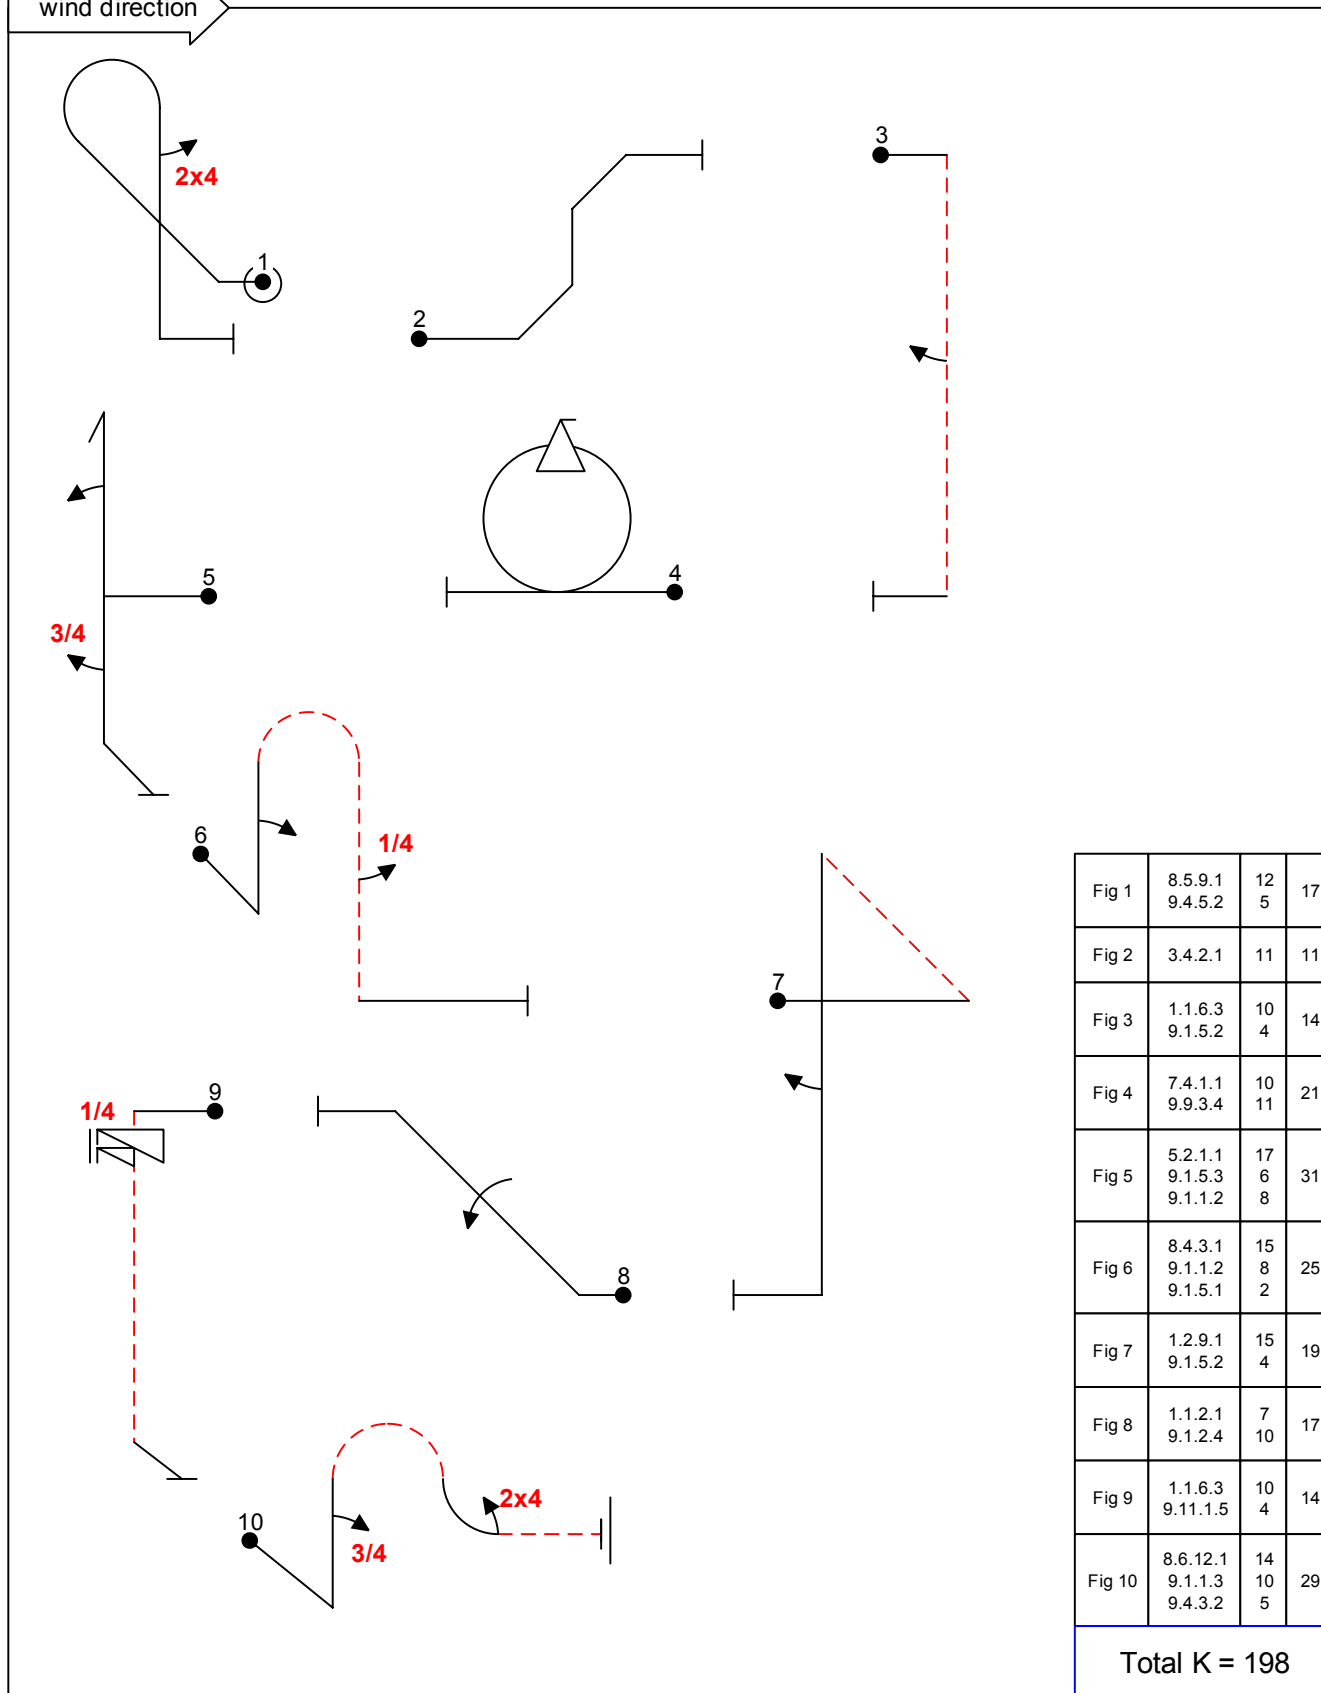 wind direction
1
2x4
2
3
4
5
3/4
6
1/4
7
8
9
1/4
10
3/4
2x4
Fig 1 8.5.9.1 12 17
9.4.5.2 5
Fig 2 3.4.2.1 11 11
Fig 3 1.1.6.3 10 14
9.1.5.2 4
Fig 4 7.4.1.1 10 21
9.9.3.4 11
Fig 5 5.2.1.1 17 31
9.1.5.3 6
9.1.1.2 8
Fig 6 8.4.3.1 15 25
9.1.1.2 8
9.1.5.1 2
Fig 7 1.2.9.1 15 19
9.1.5.2 4
Fig 8 1.1.2.1 7 17
9.1.2.4 10
Fig 9 1.1.6.3 10 14
9.11.1.5 4
Fig 10 8.6.12.1 14 29
9.1.1.3 10
9.4.3.2 5
Total K = 198